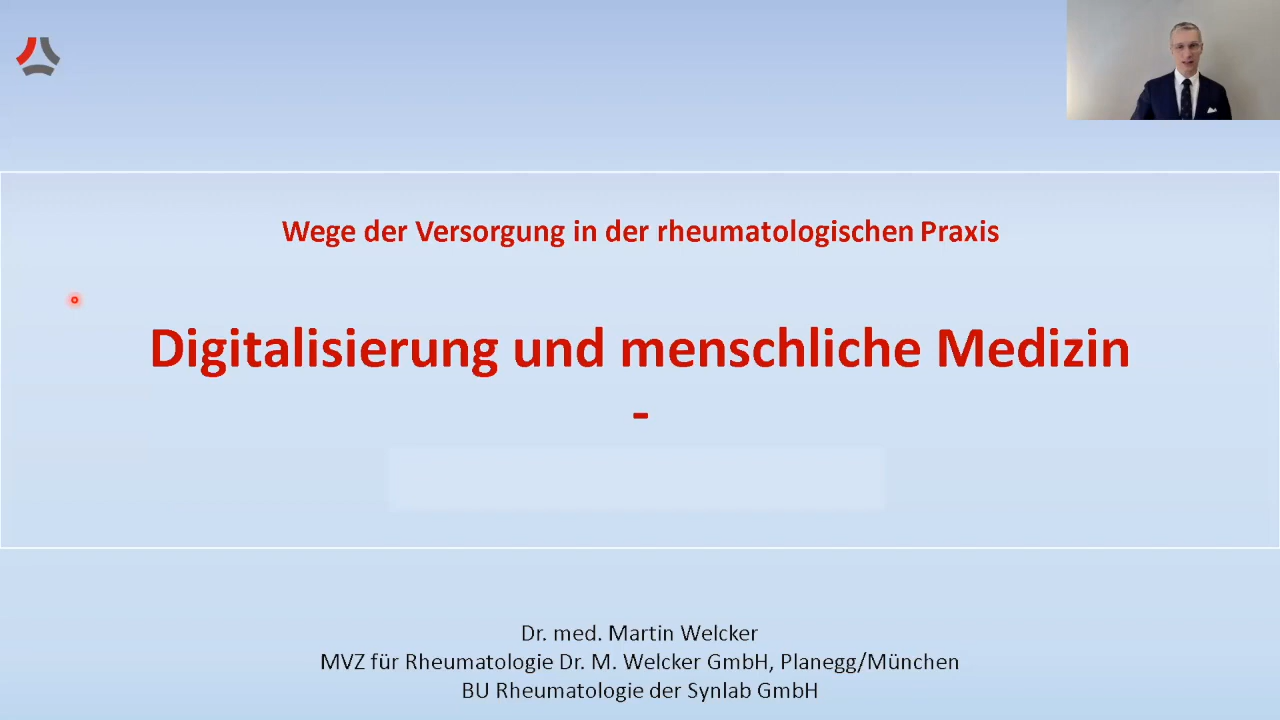 Wege der Versorgung in der rheumatologischen Praxis
Digitalisierung und menschliche Medizin
-
Dr. med. Martin Welcker
MVZ für Rheumatologie Dr. M. Welcker GmbH, Planegg/München
BU Rheumatologie der Synlab GmbH